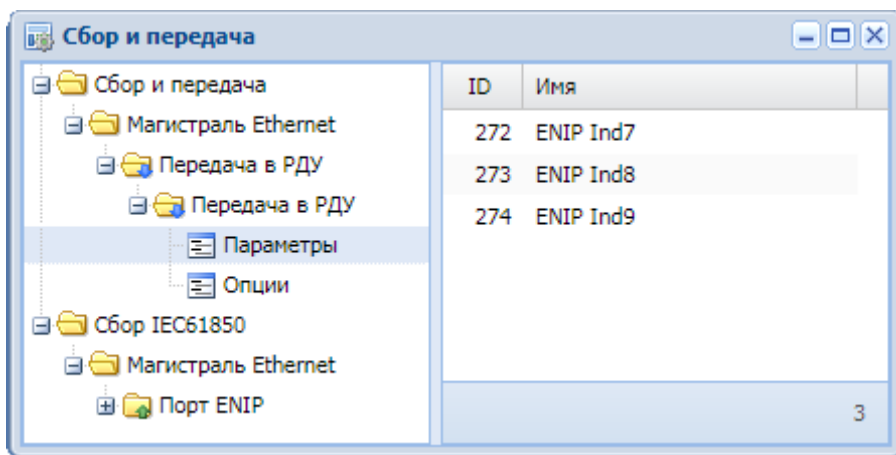 Сбор и передача
Сбор и передача
Магистраль Ethernet
Передача в РДУ
Передача в РДУ
Параметры
Опции
Сбор IEC61850
Магистраль Ethernet
Порт ENIP
ID Имя
272 ENIP Ind7
273 ENIP Ind8
274 ENIP Ind9
3